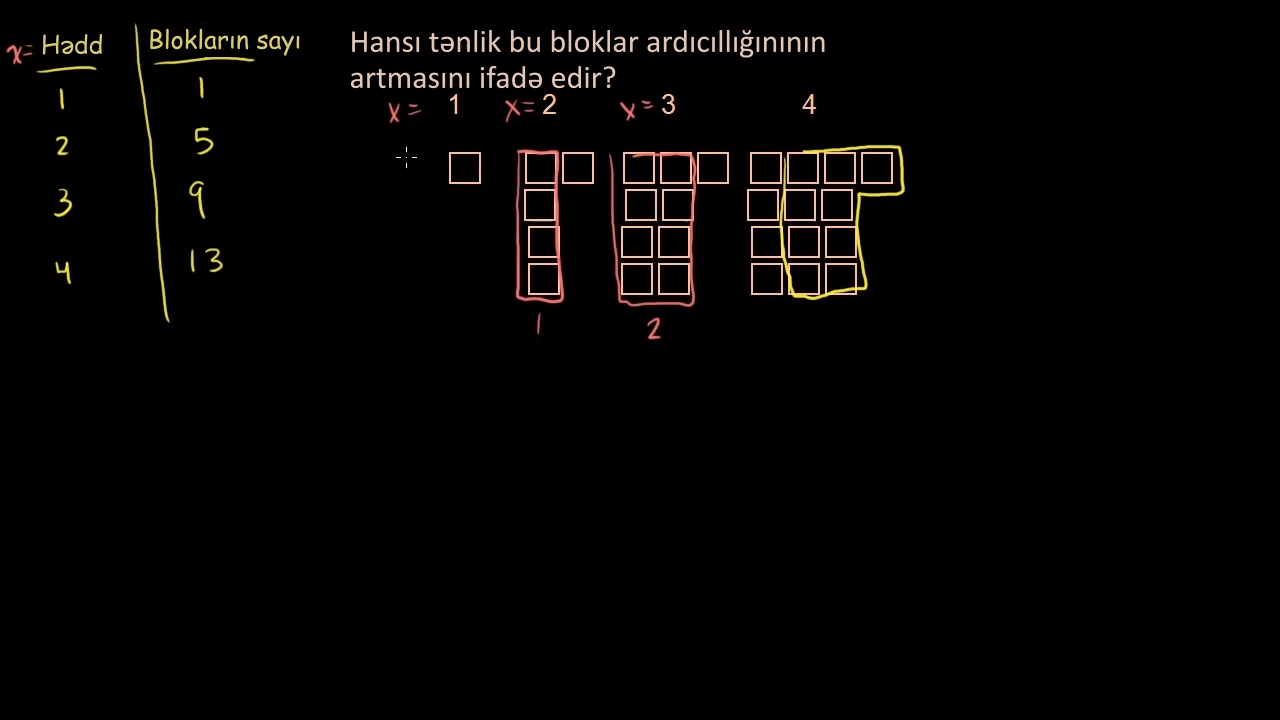 x= Hədd Blokların sayı
1 1
2 5
3 9
4 13
Hansı tənlik bu bloklar ardıcıllığınının
artmasını ifadə edir?
x = 1 x= 2 x = 3 4
1 2